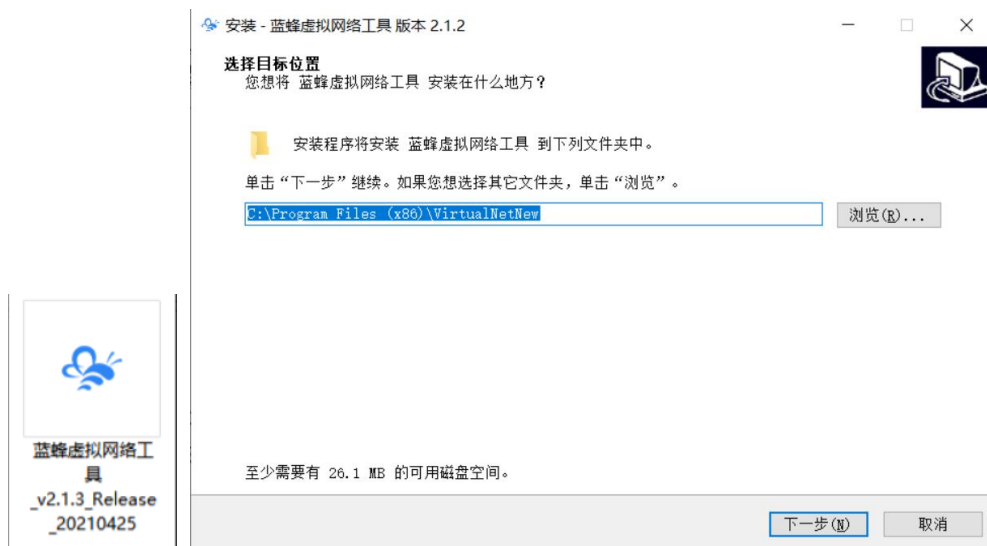 安装 - 蓝蜂虚拟网络工具 版本 2.1.2
选择目标位置
您想将 蓝蜂虚拟网络工具 安装在什么地方？
安装程序将安装 蓝蜂虚拟网络工具 到下列文件夹中。
单击“下一步”继续。如果您想选择其它文件夹，单击“浏览”。
C:\Program Files (x86)\VirtualNetNew
浏览(R)...
至少需要有 26.1 MB 的可用磁盘空间。
下一步(N)
取消
蓝蜂虚拟网络工
具
_v2.1.3_Release
_20210425